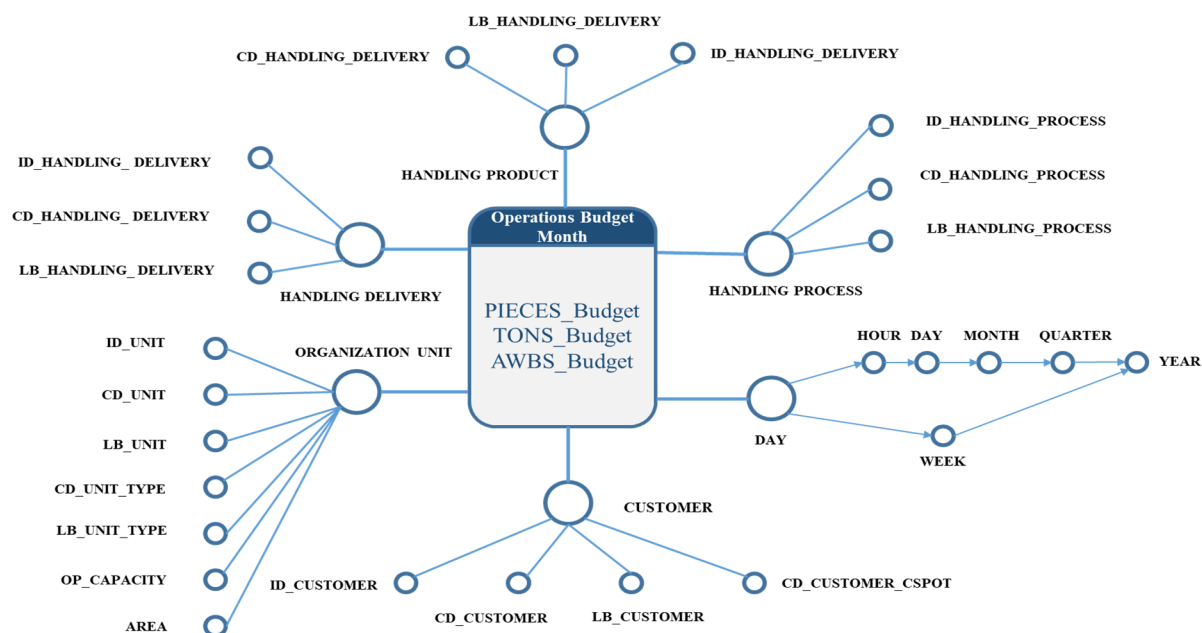 LB_HANDLING_DELIVERY
CD_HANDLING_DELIVERY
ID_HANDLING_DELIVERY
HANDLING PRODUCT
ID_HANDLING_ DELIVERY
CD_HANDLING_ DELIVERY
LB_HANDLING_ DELIVERY
HANDLING DELIVERY
ID_HANDLING_PROCESS
CD_HANDLING_PROCESS
LB_HANDLING_PROCESS
HANDLING PROCESS
Operations Budget
Month
PIECES_Budget
TONS_Budget
AWBS_Budget
ORGANIZATION UNIT
ID_UNIT
CD_UNIT
LB_UNIT
CD_UNIT_TYPE
LB_UNIT_TYPE
OP_CAPACITY
AREA
HOUR
DAY
MONTH
QUARTER
YEAR
DAY
WEEK
CUSTOMER
ID_CUSTOMER
CD_CUSTOMER
LB_CUSTOMER
CD_CUSTOMER_CSPOT